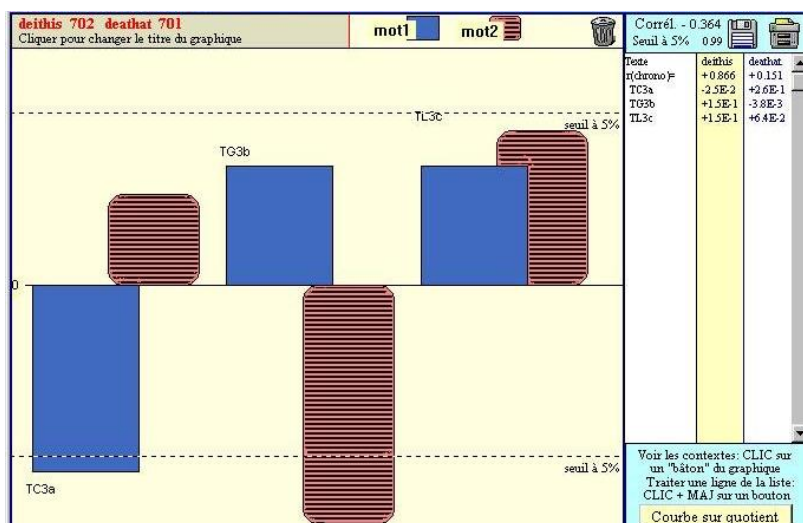 deithis 702 deathat 701
Cliquer pour changer le titre du graphique
mot1 mot2
Corrél. - 0.364
Seuil à 5% 0.99
Texte deithis deathat
r(chrono)= +0.866 +0.151
TC3a -2.5E-2 +2.6E-1
TG3b +1.5E-1 -3.8E-3
TL3c +1.5E-1 +6.4E-2
TL3c
seuil à 5%
TG3b
0
seuil à 5%
TC3a
Voir les contextes: CLIC sur
un "bâton" du graphique
Traiter une ligne de la liste:
CLIC + MAJ sur un bouton
Courbe sur quotient